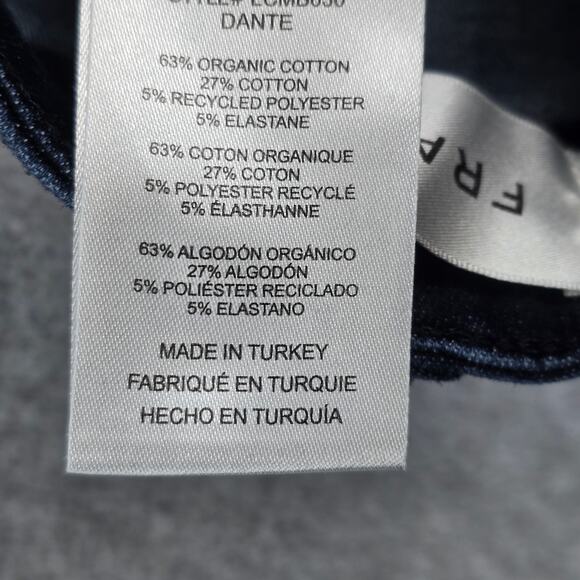 DANTE
63% ORGANIC COTTON
27% COTTON
5% RECYCLED POLYESTER
5% ELASTANE
63% COTON ORGANIQUE
27% COTON
5% POLYESTER RECYCLÉ
5% ÉLASTHANNE
63% ALGODÓN ORGÁNICO
27% ALGODÓN
5% POLIÉSTER RECICLADO
5% ELASTANO
MADE IN TURKEY
FABRIQUÉ EN TURQUIE
HECHO EN TURQUÍA
FRA